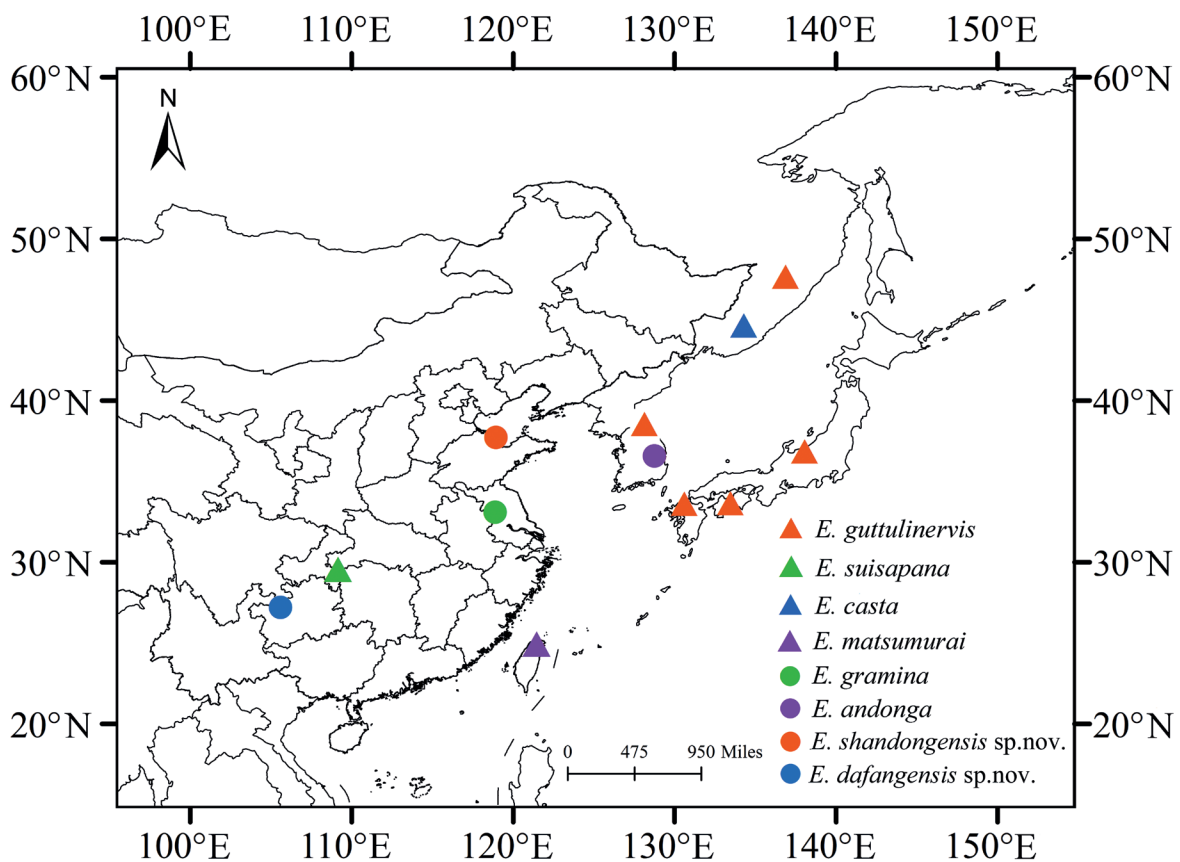 100°E 110°E 120°E 130°E 140°E 150°E
60°N 60°N
N
50°N 50°N
40°N 40°N
E. guttulinervis
30°N 30°N
E. suisapana
E. casta
E. matsumurai
E. gramina
E. andonga
20°N 20°N
E. shandongensis sp.nov.
0 475 950 Miles
E. dafangensis sp.nov.
100°E 110°E 120°E 130°E 140°E 150°E